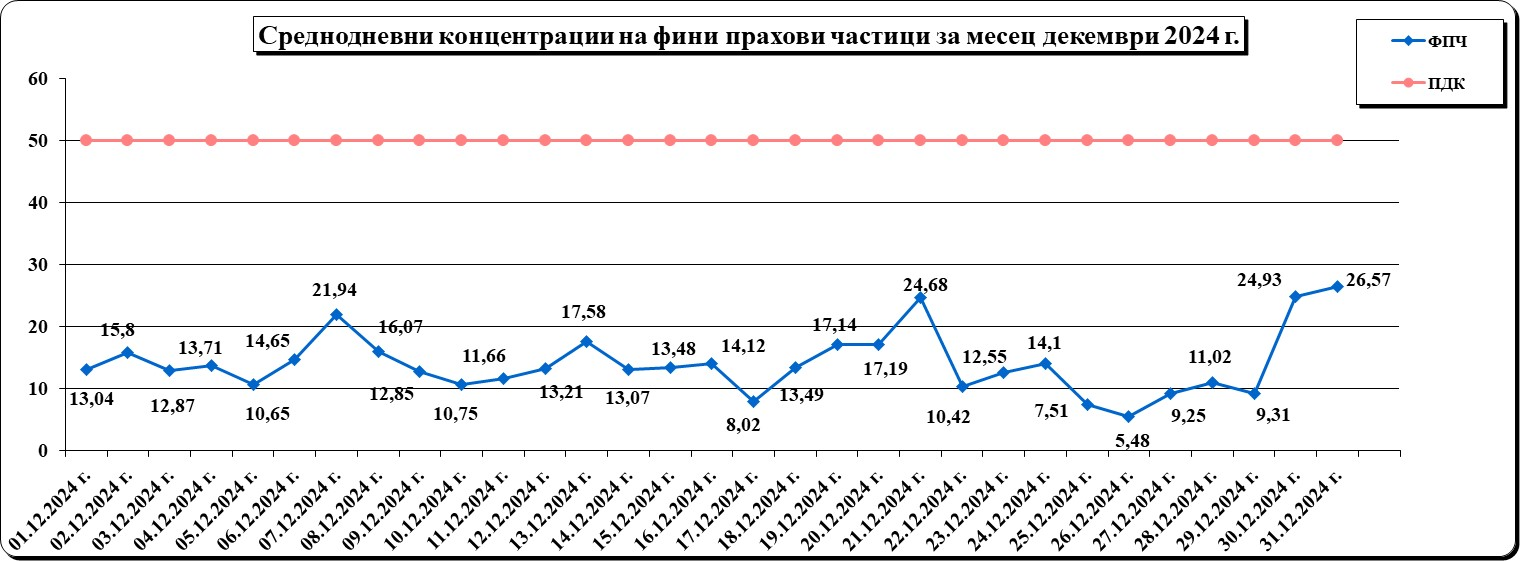 Среднодневни концентрации на фини прахови частици за месец декември 2024 г.
ФПЧ
ПДК
60
50
40
30
20
10
0
13,04
15,8
12,87
13,71
10,65
14,65
21,94
16,07
12,85
10,75
11,66
13,21
17,58
13,07
13,48
14,12
8,02
13,49
17,14
17,19
24,68
10,42
12,55
14,1
7,51
5,48
9,25
11,02
9,31
24,93
26,57
01.12.2024 г.
02.12.2024 г.
03.12.2024 г.
04.12.2024 г.
05.12.2024 г.
06.12.2024 г.
07.12.2024 г.
08.12.2024 г.
09.12.2024 г.
10.12.2024 г.
11.12.2024 г.
12.12.2024 г.
13.12.2024 г.
14.12.2024 г.
15.12.2024 г.
16.12.2024 г.
17.12.2024 г.
18.12.2024 г.
19.12.2024 г.
20.12.2024 г.
21.12.2024 г.
22.12.2024 г.
23.12.2024 г.
24.12.2024 г.
25.12.2024 г.
26.12.2024 г.
27.12.2024 г.
28.12.2024 г.
29.12.2024 г.
30.12.2024 г.
31.12.2024 г.